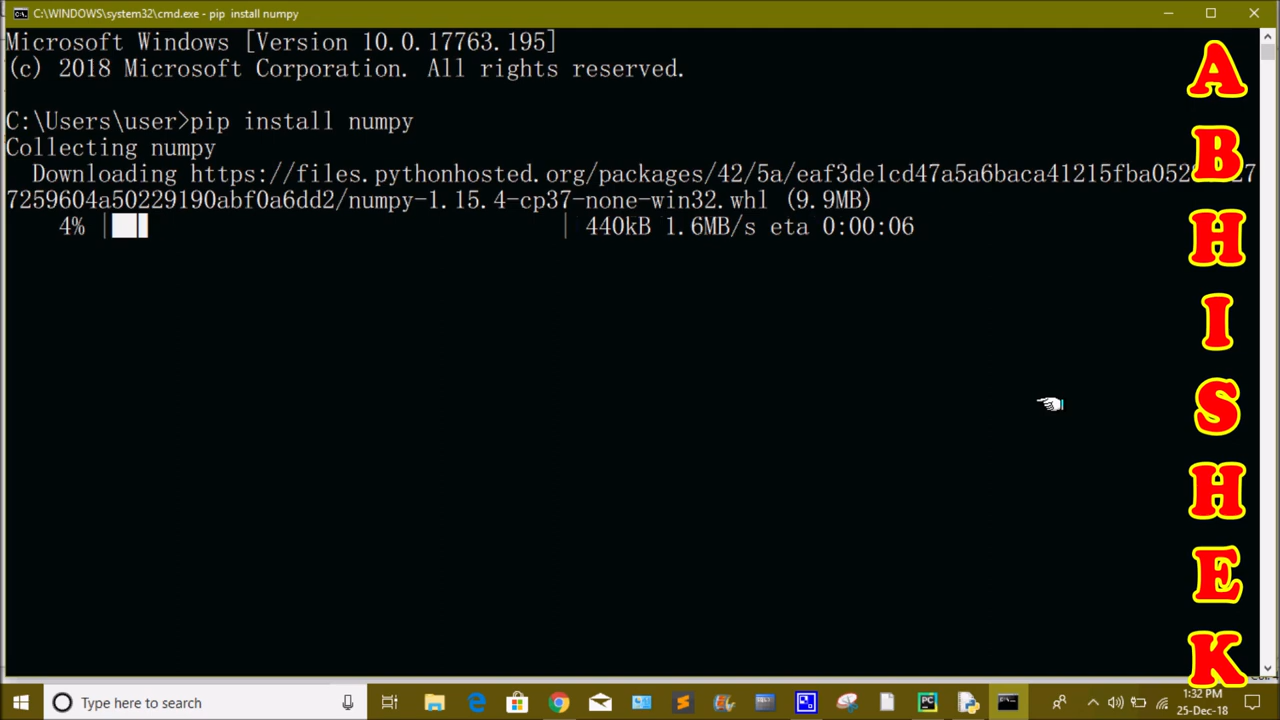 C:\WINDOWS\system32\cmd.exe - pip install numpy
Microsoft Windows [Version 10.0.17763.195]
(c) 2018 Microsoft Corporation. All rights reserved.
C:\Users\user>pip install numpy
Collecting numpy
Downloading https://files.pythonhosted.org/packages/42/5a/eaf3de1cd47a5a6baca41215fba052
7259604a50229190abf0a6dd2/numpy-1.15.4-cp37-none-win32.whl (9.9MB)
4% 440kB 1.6MB/s eta 0:00:06
A
B
H
I
S
H
E
K
Type here to search
PC
1:32 PM
25-Dec-18